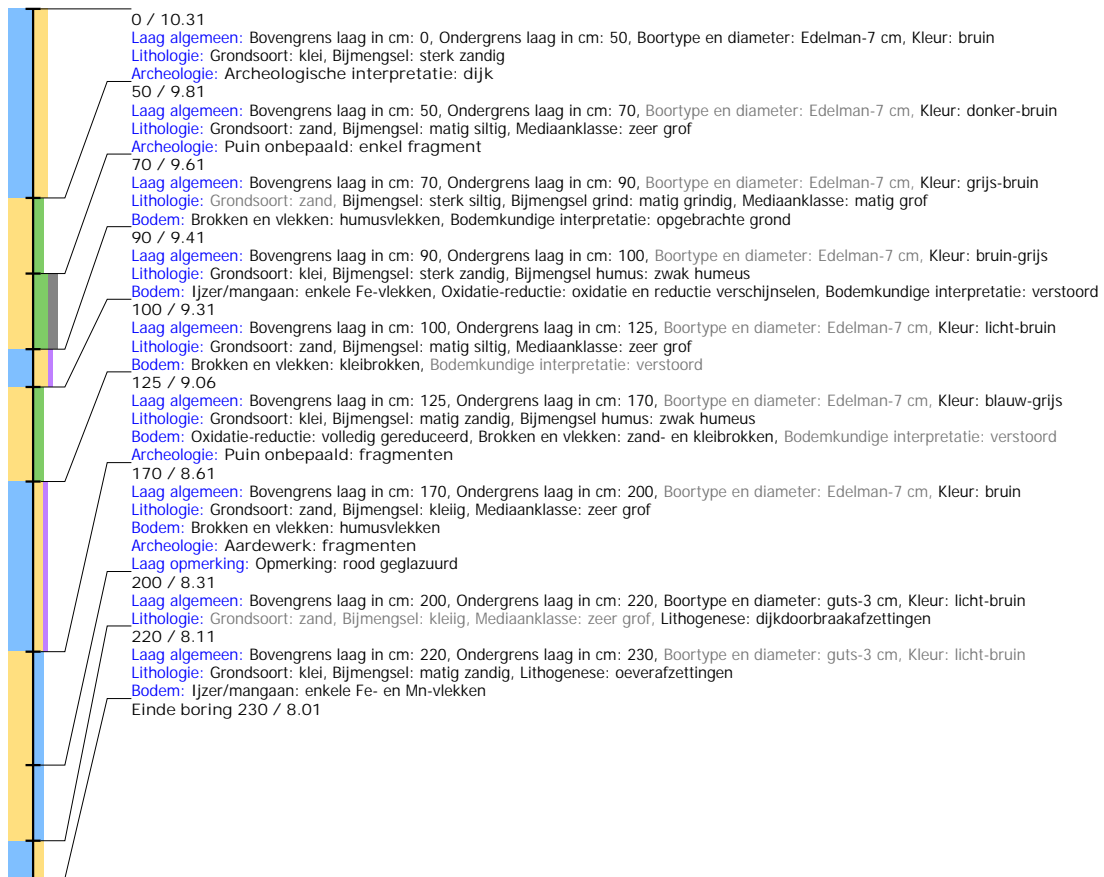 0 / 10.31
Laag algemeen: Bovengrens laag in cm: 0, Ondergrens laag in cm: 50, Boortype en diameter: Edelman-7 cm, Kleur: bruin
Lithologie: Grondsoort: klei, Bijmengsel: sterk zandig
Archeologie: Archeologische interpretatie: dijk
50 / 9.81
Laag algemeen: Bovengrens laag in cm: 50, Ondergrens laag in cm: 70, Boortype en diameter: Edelman-7 cm, Kleur: donker-bruin
Lithologie: Grondsoort: zand, Bijmengsel: matig siltig, Mediaanklasse: zeer grof
Archeologie: Puin onbepaald: enkel fragment
70 / 9.61
Laag algemeen: Bovengrens laag in cm: 70, Ondergrens laag in cm: 90, Boortype en diameter: Edelman-7 cm, Kleur: grijs-bruin
Lithologie: Grondsoort: zand, Bijmengsel: sterk siltig, Bijmengsel grind: matig grindig, Mediaanklasse: matig grof
Bodem: Brokken en vlekken: humusvlekken, Bodemkundige interpretatie: opgebrachte grond
90 / 9.41
Laag algemeen: Bovengrens laag in cm: 90, Ondergrens laag in cm: 100, Boortype en diameter: Edelman-7 cm, Kleur: bruin-grijs
Lithologie: Grondsoort: klei, Bijmengsel: sterk zandig, Bijmengsel humus: zwak humeus
Bodem: Ijzer/mangaan: enkele Fe-vlekken, Oxidatie-reductie: oxidatie en reductie verschijnselen, Bodemkundige interpretatie: verstoord
100 / 9.31
Laag algemeen: Bovengrens laag in cm: 100, Ondergrens laag in cm: 125, Boortype en diameter: Edelman-7 cm, Kleur: licht-bruin
Lithologie: Grondsoort: zand, Bijmengsel: matig siltig, Mediaanklasse: zeer grof
Bodem: Brokken en vlekken: kleibrokken, Bodemkundige interpretatie: verstoord
125 / 9.06
Laag algemeen: Bovengrens laag in cm: 125, Ondergrens laag in cm: 170, Boortype en diameter: Edelman-7 cm, Kleur: blauw-grijs
Lithologie: Grondsoort: klei, Bijmengsel: matig zandig, Bijmengsel humus: zwak humeus
Bodem: Oxidatie-reductie: volledig gereduceerd, Brokken en vlekken: zand- en kleibrokken, Bodemkundige interpretatie: verstoord
Archeologie: Puin onbepaald: fragmenten
170 / 8.61
Laag algemeen: Bovengrens laag in cm: 170, Ondergrens laag in cm: 200, Boortype en diameter: Edelman-7 cm, Kleur: bruin
Lithologie: Grondsoort: zand, Bijmengsel: kleiig, Mediaanklasse: zeer grof
Bodem: Brokken en vlekken: humusvlekken
Archeologie: Aardewerk: fragmenten
Laag opmerking: Opmerking: rood geglazuurd
200 / 8.31
Laag algemeen: Bovengrens laag in cm: 200, Ondergrens laag in cm: 220, Boortype en diameter: guts-3 cm, Kleur: licht-bruin
Lithologie: Grondsoort: zand, Bijmengsel: kleiig, Mediaanklasse: zeer grof, Lithogenese: dijkdoorbraakafzettingen
220 / 8.11
Laag algemeen: Bovengrens laag in cm: 220, Ondergrens laag in cm: 230, Boortype en diameter: guts-3 cm, Kleur: licht-bruin
Lithologie: Grondsoort: klei, Bijmengsel: matig zandig, Lithogenese: oeverafzettingen
Bodem: Ijzer/mangaan: enkele Fe- en Mn-vlekken
Einde boring 230 / 8.01